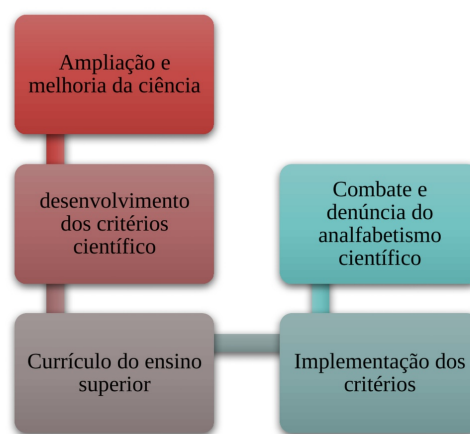 Ampliação e
melhoria da ciência
desenvolvimento
dos critérios
científico
Currículo do ensino
superior
Implementação dos
critérios
Combate e
denúncia do
analfabetismo
científico